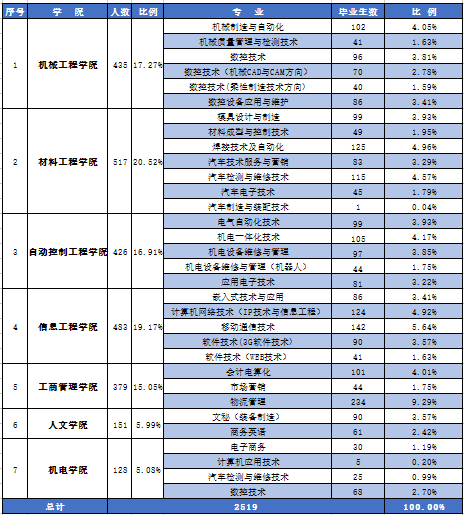 序号 学 院 人数 比例 专 业 毕业生数 比 例
1 机械工程学院 435 17.27% 机械制造与自动化 102 4.05%
机械质量管理与检测技术 41 1.63%
数控技术 96 3.81%
数控技术（机械CAD与CAM方向） 70 2.78%
数控技术(柔性制造技术方向) 40 1.59%
数控设备应用与维护 86 3.41%
2 材料工程学院 517 20.52% 模具设计与制造 99 3.93%
材料成型与控制技术 49 1.95%
焊接技术及自动化 125 4.96%
汽车技术服务与营销 83 3.29%
汽车检测与维修技术 115 4.57%
汽车电子技术 45 1.79%
汽车制造与装配技术 1 0.04%
3 自动控制工程学院 426 16.91% 电气自动化技术 99 3.93%
机电一体化技术 105 4.17%
机电设备维修与管理 97 3.85%
机电设备维修与管理（机器人） 44 1.75%
应用电子技术 81 3.22%
4 信息工程学院 483 19.17% 嵌入式技术与应用 86 3.41%
计算机网络技术（IP技术与信息工程） 124 4.92%
移动通信技术 142 5.64%
软件技术(3G软件技术) 90 3.57%
软件技术（WEB技术） 41 1.63%
5 工商管理学院 379 15.05% 会计电算化 101 4.01%
市场营销 44 1.75%
物流管理 234 9.29%
6 人文学院 151 5.99% 文秘（装备制造） 90 3.57%
商务英语 61 2.42%
7 机电学院 128 5.08% 电子商务 30 1.19%
计算机应用技术 5 0.20%
汽车检测与维修技术 25 0.99%
数控技术 68 2.70%
总计 2519 100.00%